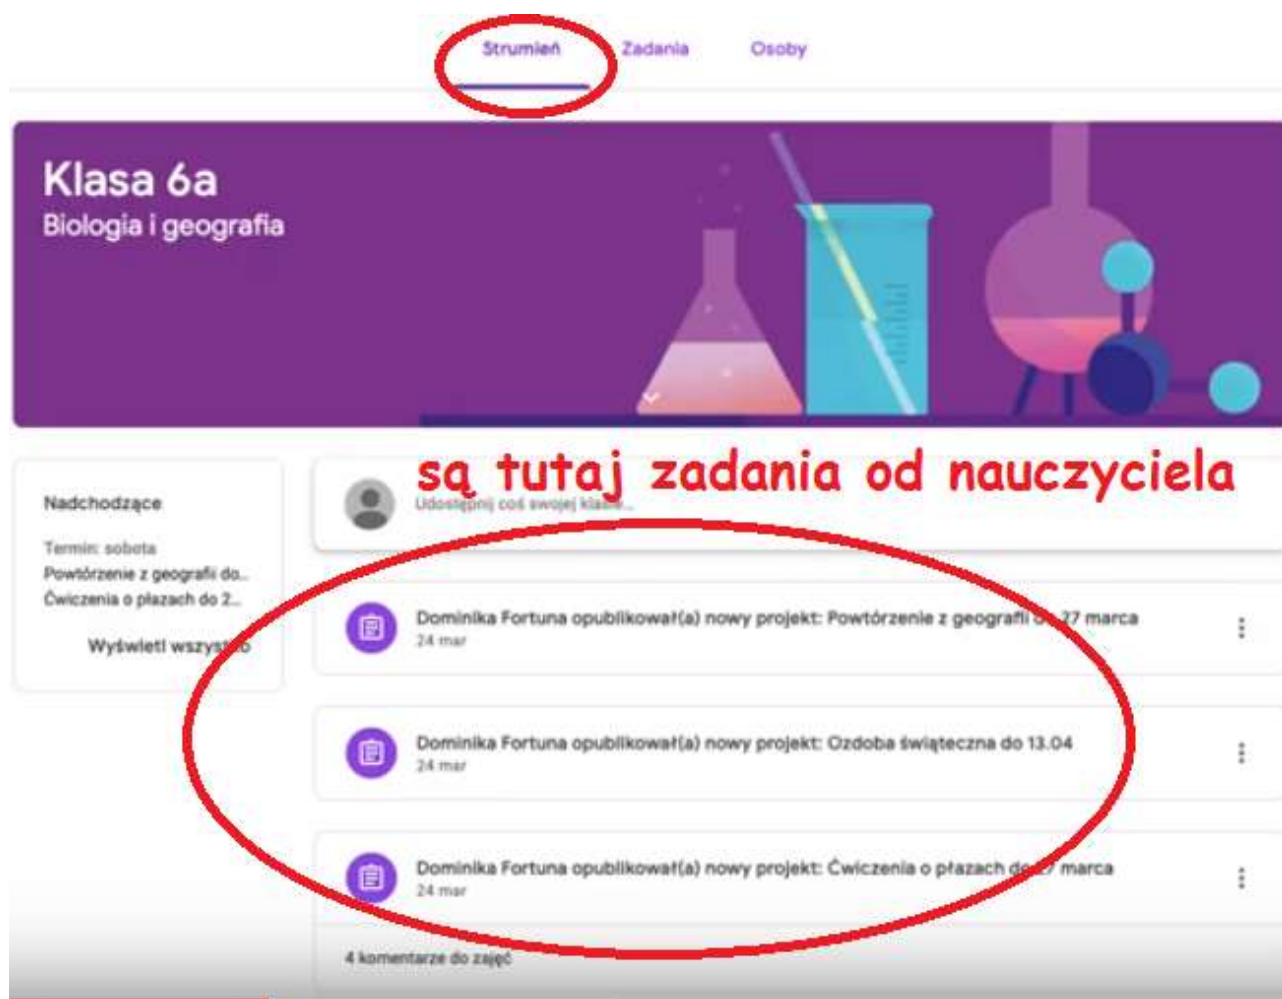 Strumień Zadania Osoby
Klasa 6a
Biologia i geografia
są tutaj zadania od nauczyciela
Nadchodzące
Termin: sobota
Powtórzenie z geografii do...
Ćwiczenia o płazach do 2...
Wyświetl wszystko
Udostępnij coś swojej klasie...
Dominika Fortuna opublikował(a) nowy projekt: Powtórzenie z geografii do 27 marca
24 mar
Dominika Fortuna opublikował(a) nowy projekt: Ozdoba świąteczna do 13.04
24 mar
Dominika Fortuna opublikował(a) nowy projekt: Ćwiczenia o płazach do 27 marca
24 mar
4 komentarze do zajęć